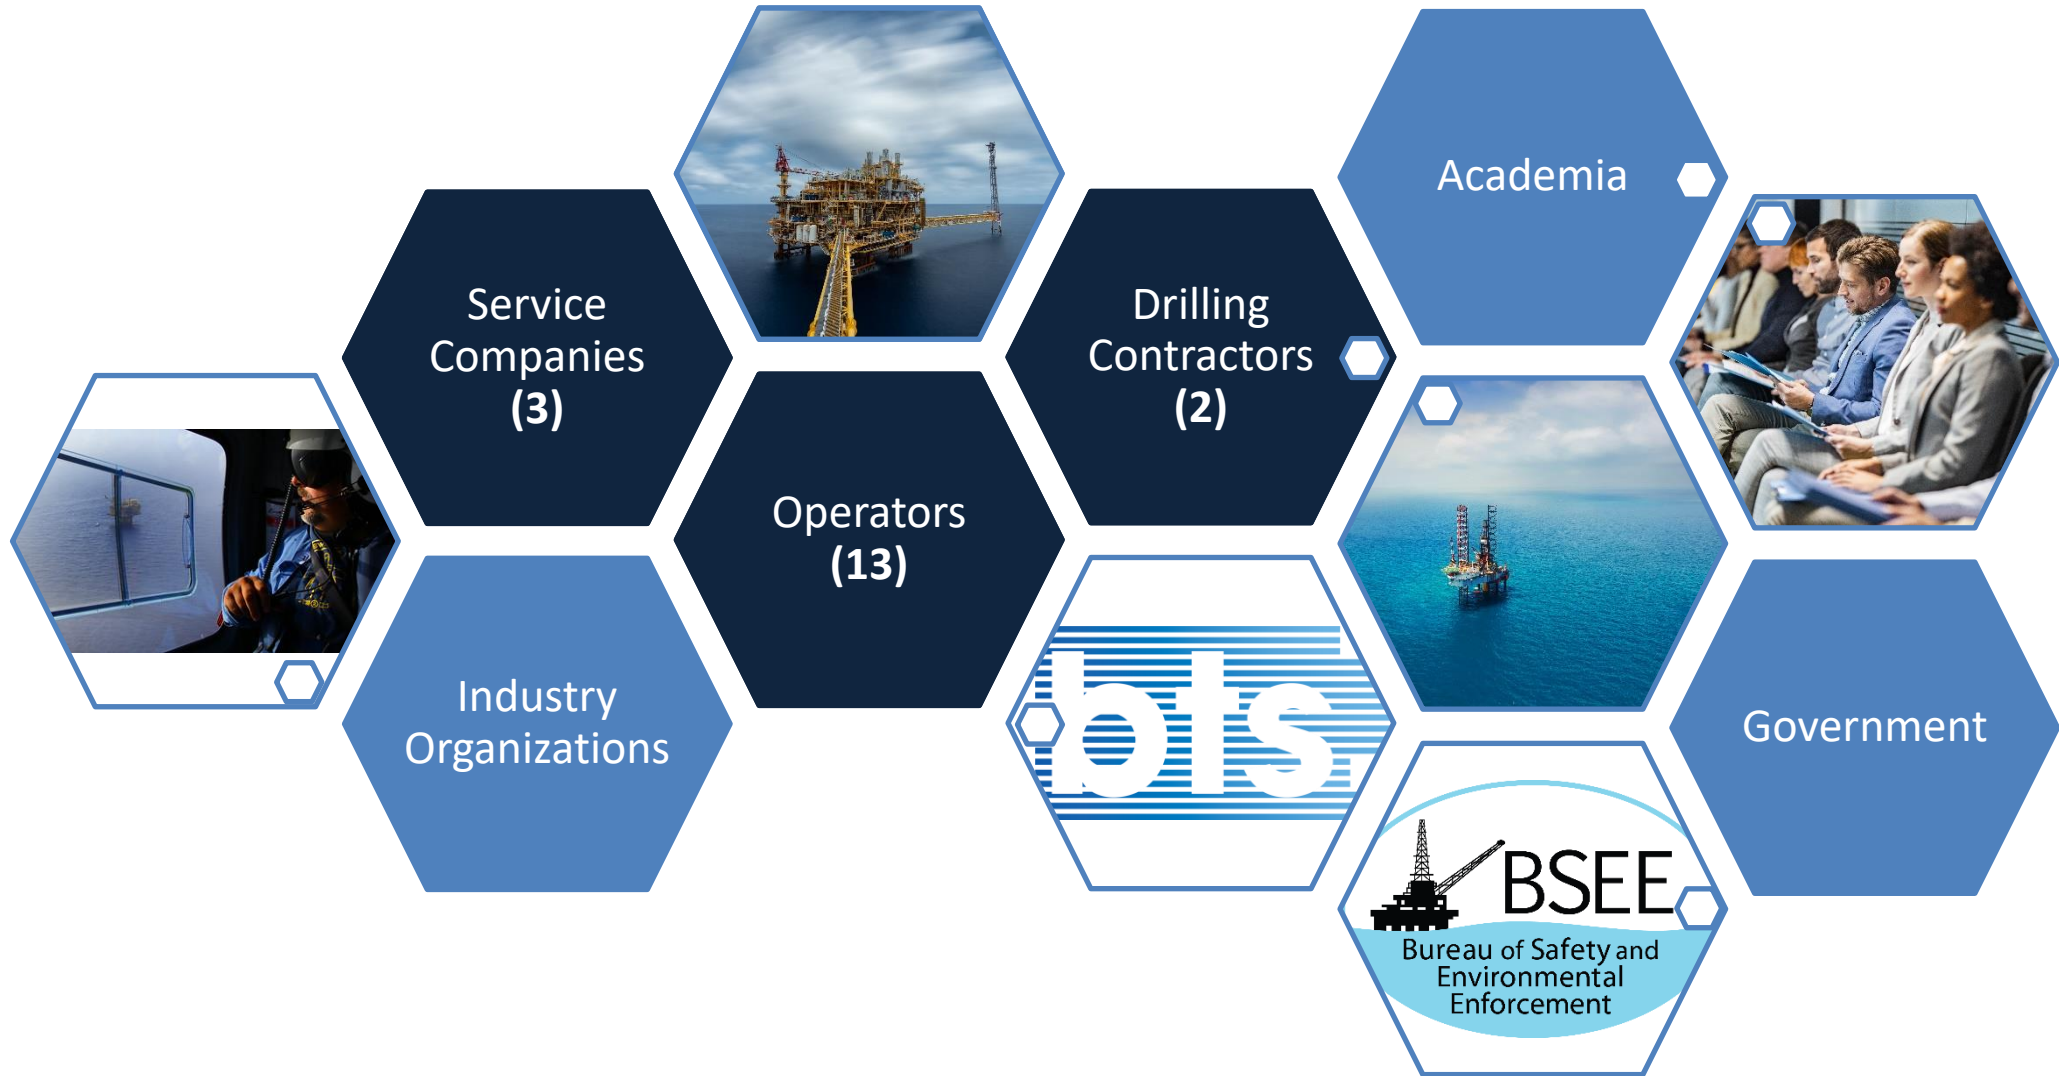 Academia
Service
Companies
(3)
Drilling
Contractors
(2)
Operators
(13)
Industry
Organizations
bts
Government
BSEE
Bureau of Safety and
Environmental
Enforcement